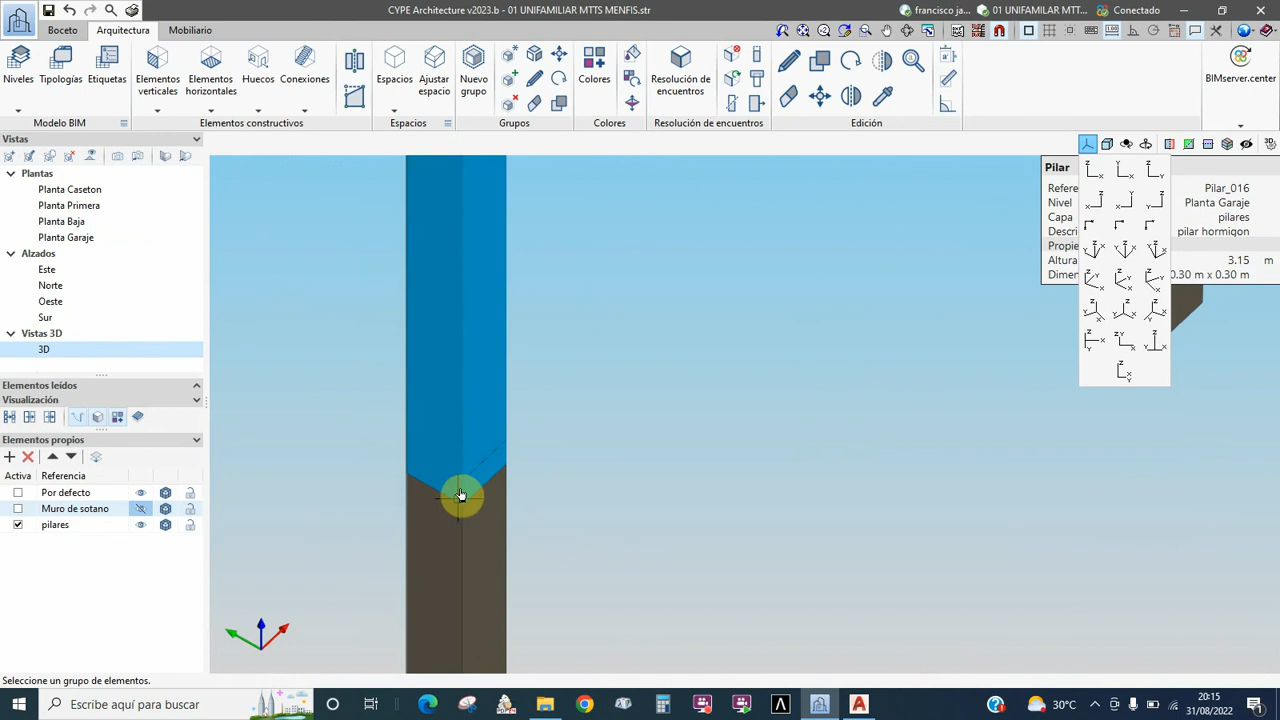 CYPE Architecture v2023.b - 01 UNIFAMILIAR MTTS MENFIS.str
francisco ja...
01 UNIFAMILAR MTT...
Conectado
Boceto
Arquitectura
Mobiliario
Niveles
Tipologías
Etiquetas
Elementos verticales
Elementos horizontales
Huecos
Conexiones
Espacios
Ajustar espacio
Nuevo grupo
Colores
Resolución de encuentros
BIMserver.center
Modelo BIM
Elementos constructivos
Espacios
Grupos
Colores
Resolución de encuentros
Edición
Vistas
Plantas
Planta Caseton
Planta Primera
Planta Baja
Planta Garaje
Alzados
Este
Norte
Oeste
Sur
Vistas 3D
3D
Elementos leídos
Visualización
Elementos propios
Activa Referencia
Por defecto
Muro de sotano
pilares
Pilar
Refere Pilar_016
Nivel Planta Garaje
Capa pilares
Descri pilar hormigon
Propie
Altura 3.15 m
Dimen 0.30 m x 0.30 m
Seleccione un grupo de elementos.
Escribe aquí para buscar
30°C
20:15
31/08/2022